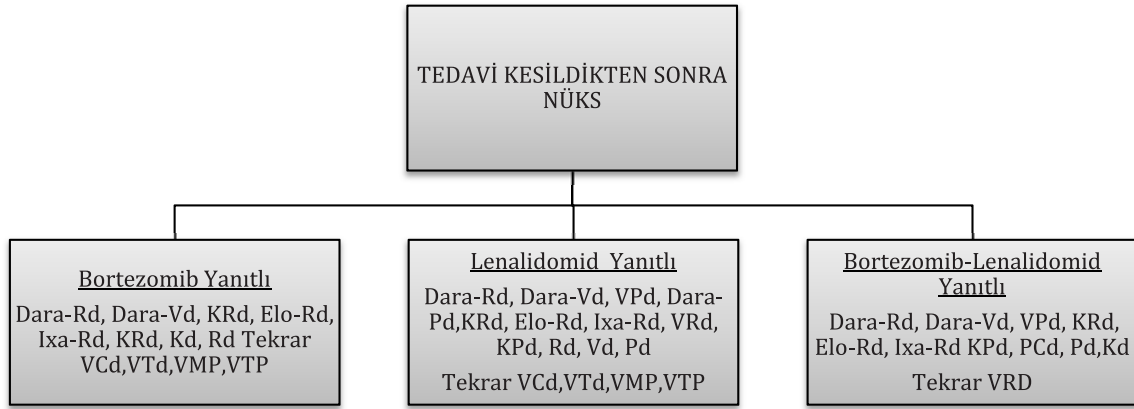 TEDAVİ KESİLDİKTEN SONRA
NÜKS
Bortezomib Yanıtlı
Dara-Rd, Dara-Vd, KRd, Elo-Rd,
Ixa-Rd, KRd, Kd, Rd Tekrar
VCd,VTd,VMP,VTP
Lenalidomid Yanıtlı
Dara-Rd, Dara-Vd, VPd, Dara-
Pd,KRd, Elo-Rd, Ixa-Rd, VRd,
KPd, Rd, Vd, Pd
Tekrar VCd,VTd,VMP,VTP
Bortezomib-Lenalidomid
Yanıtlı
Dara-Rd, Dara-Vd, VPd, KRd,
Elo-Rd, Ixa-Rd KPd, PCd, Pd,Kd
Tekrar VRD